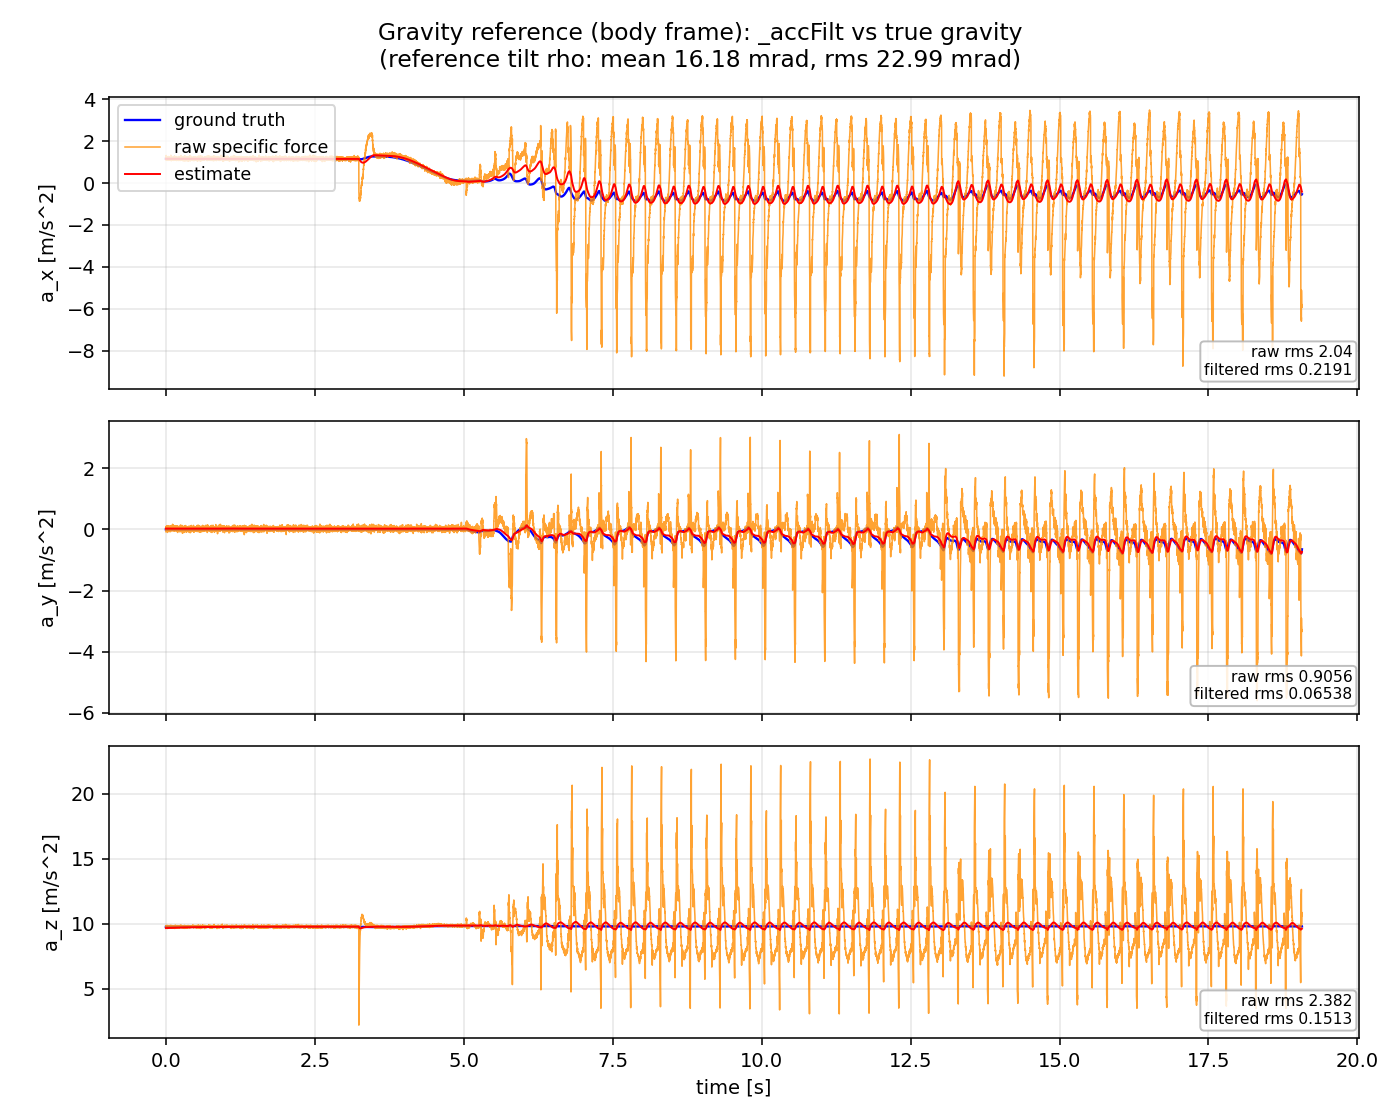 Gravity reference (body frame): _accFilt vs true gravity
(reference tilt rho: mean 16.18 mrad, rms 22.99 mrad)
a_x [m/s^2]
4
2
0
−2
−4
−6
−8
ground truth
raw specific force
estimate
raw rms 2.04
filtered rms 0.2191
a_y [m/s^2]
2
0
−2
−4
−6
raw rms 0.9056
filtered rms 0.06538
a_z [m/s^2]
20
15
10
5
raw rms 2.382
filtered rms 0.1513
0.0 2.5 5.0 7.5 10.0 12.5 15.0 17.5 20.0
time [s]